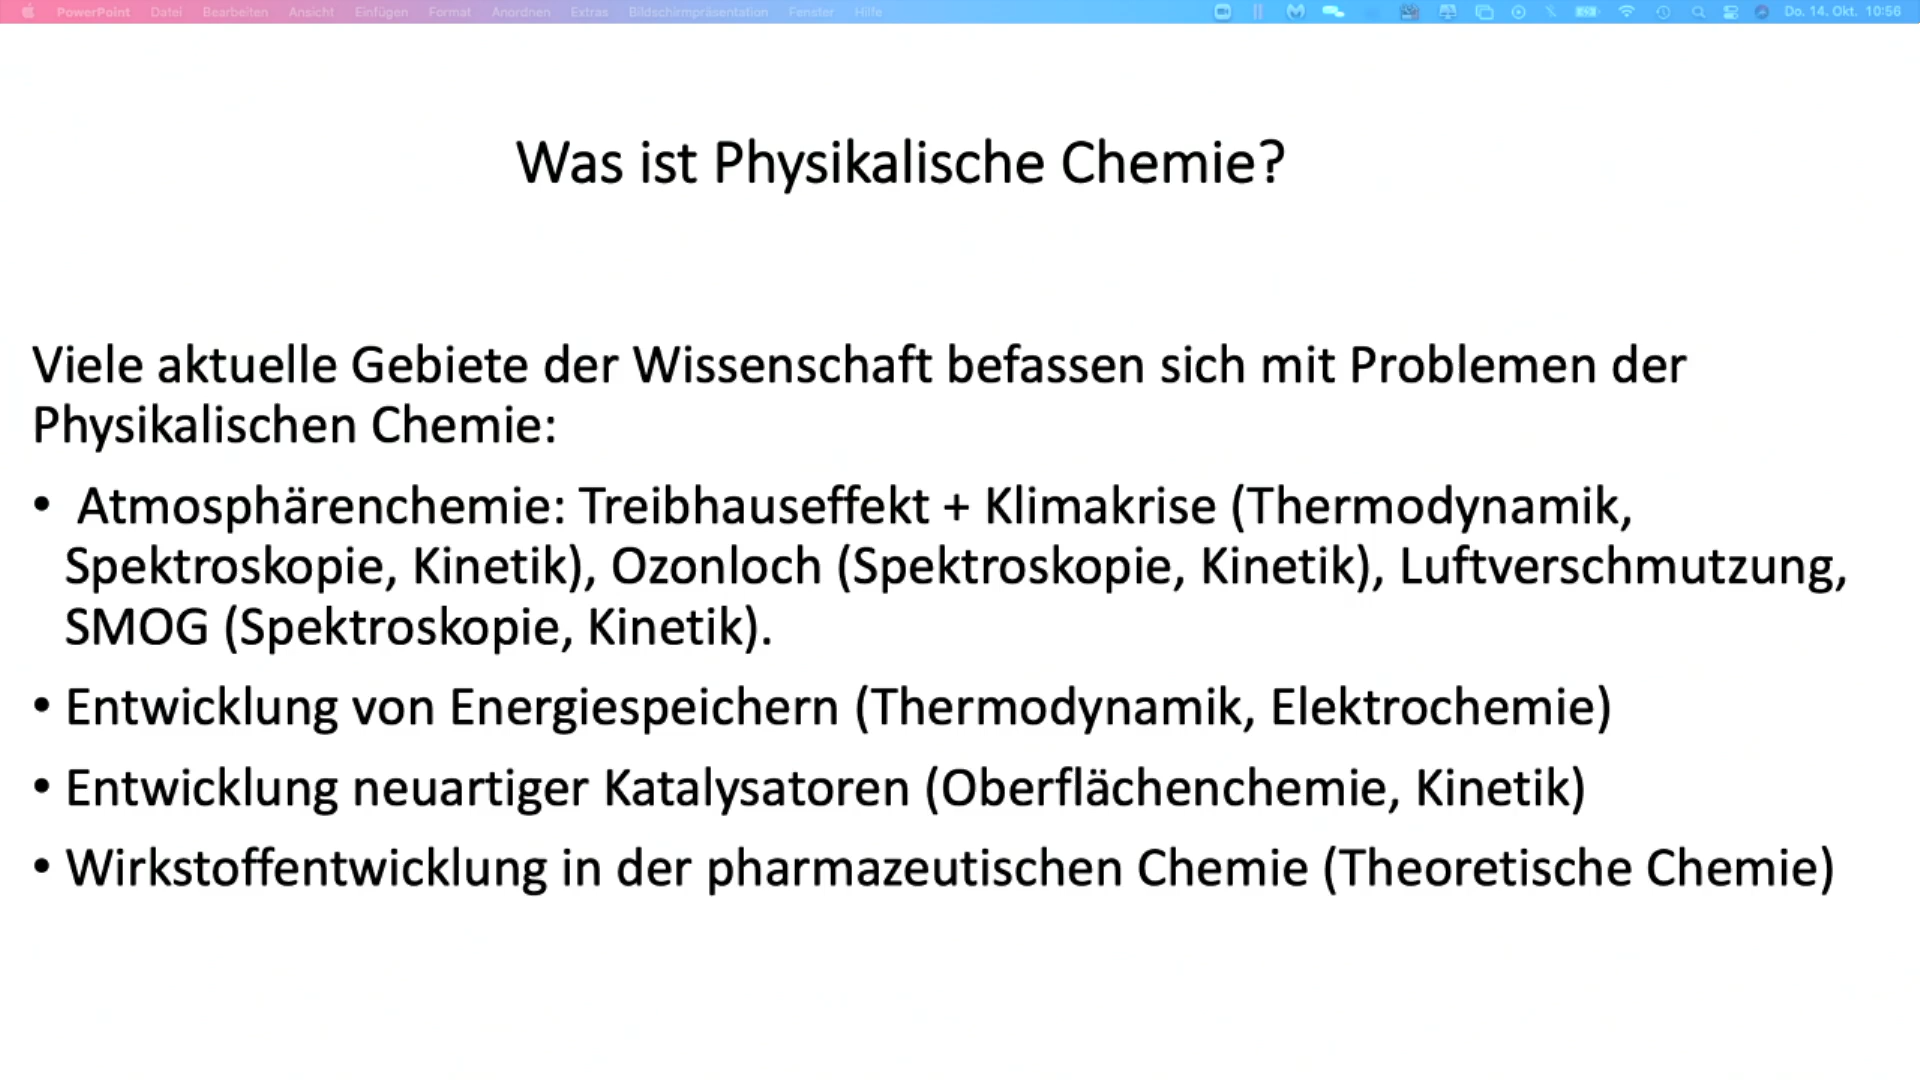 PowerPoint Datei Bearbeiten Ansicht Einfügen Format Anordnen Extras Bildschirmpräsentation Fenster Hilfe Do. 14. Okt. 10:56
Was ist Physikalische Chemie?
Viele aktuelle Gebiete der Wissenschaft befassen sich mit Problemen der
Physikalischen Chemie:
• Atmosphärenchemie: Treibhauseffekt + Klimakrise (Thermodynamik,
Spektroskopie, Kinetik), Ozonloch (Spektroskopie, Kinetik), Luftverschmutzung,
SMOG (Spektroskopie, Kinetik).
• Entwicklung von Energiespeichern (Thermodynamik, Elektrochemie)
• Entwicklung neuartiger Katalysatoren (Oberflächenchemie, Kinetik)
• Wirkstoffentwicklung in der pharmazeutischen Chemie (Theoretische Chemie)